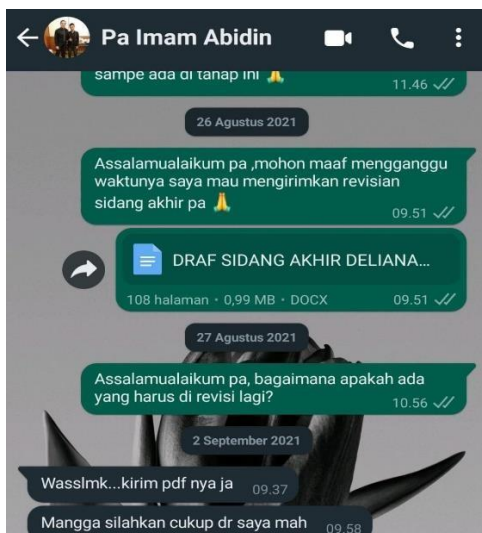 Pa Imam Abidin
sampe ada di tahap ini 🙏
11.46
26 Agustus 2021
Assalamualaikum pa ,mohon maaf mengganggu
waktunya saya mau mengirimkan revisian
sidang akhir pa 🙏
09.51
DRAF SIDANG AKHIR DELIANA...
108 halaman · 0,99 MB · DOCX 09.51
27 Agustus 2021
Assalamualaikum pa, bagaimana apakah ada
yang harus di revisi lagi?
10.56
2 September 2021
Wasslmk...kirim pdf nya ja 09.37
Mangga silahkan cukup dr saya mah 09.58